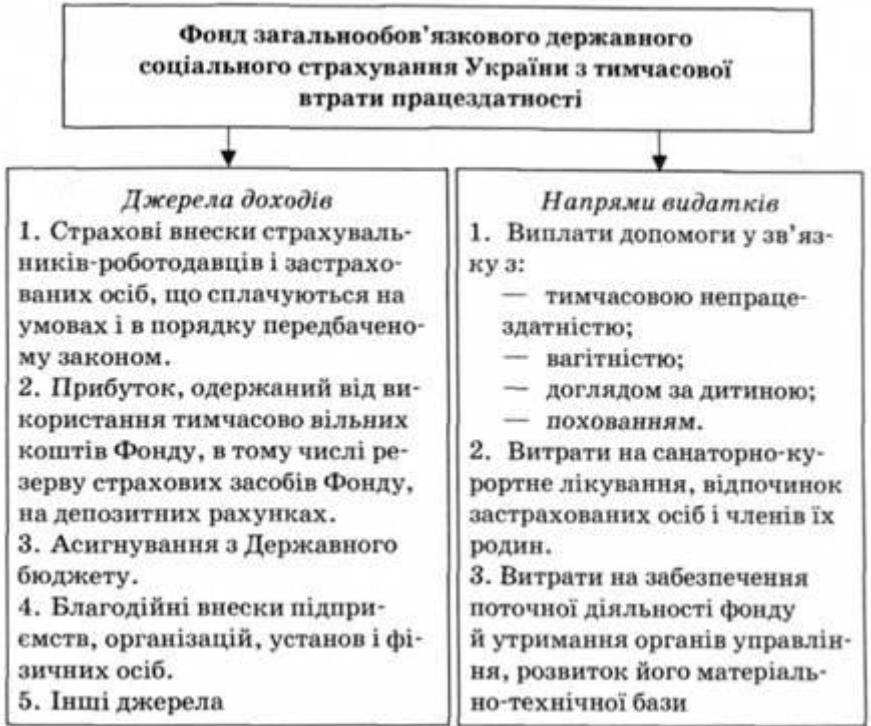 Фонд загальнообов’язкового державного
соціального страхування України з тимчасової
втрати працездатності
Джерела доходів
1. Страхові внески страхуваль-
ників-роботодавців і застрахо-
ваних осіб, що сплачуються на
умовах і в порядку передбачено-
му законом.
2. Прибуток, одержаний від ви-
користання тимчасово вільних
коштів Фонду, в тому числі ре-
зерву страхових засобів Фонду,
на депозитних рахунках.
3. Асигнування з Державного
бюджету.
4. Благодійні внески підпри-
ємств, організацій, установ і фі-
зичних осіб.
5. Інші джерела
Напрями видатків
1. Виплати допомоги у зв’яз-
ку з:
— тимчасовою непраце-
здатністю;
— вагітністю;
— доглядом за дитиною;
— похованням.
2. Витрати на санаторно-ку-
рортне лікування, відпочинок
застрахованих осіб і членів їх
родин.
3. Витрати на забезпечення
поточної діяльності фонду
й утримання органів управлін-
ня, розвиток його матеріаль-
но-технічної бази